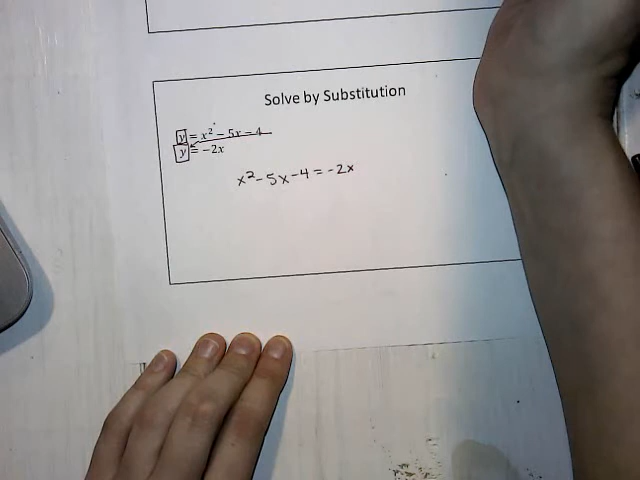 Solve by Substitution
y = x² − 5x − 4
y = −2x
x² − 5x − 4 = −2x